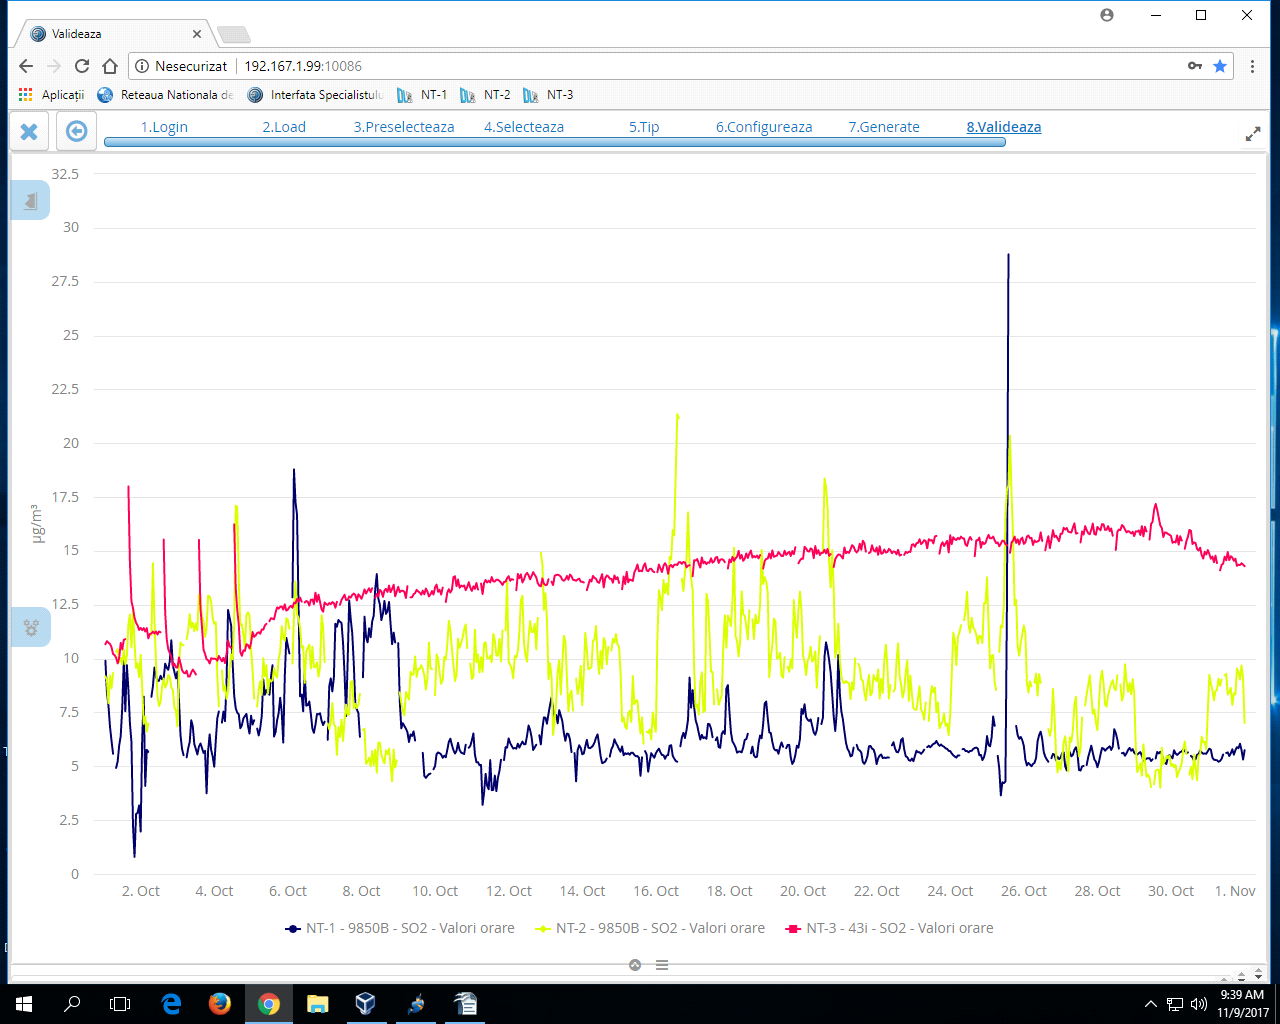 Valideaza
Nesecurizat 192.167.1.99:10086
Aplicații Reteaua Nationala de Interfata Specialistulu NT-1 NT-2 NT-3
1.Login 2.Load 3.Preselecteaza 4.Selecteaza 5.Tip 6.Configureaza 7.Generate 8.Valideaza
32.5
30
27.5
25
22.5
20
17.5
15
12.5
10
7.5
5
2.5
0
µg/m³
2. Oct 4. Oct 6. Oct 8. Oct 10. Oct 12. Oct 14. Oct 16. Oct 18. Oct 20. Oct 22. Oct 24. Oct 26. Oct 28. Oct 30. Oct 1. Nov
NT-1 - 9850B - SO2 - Valori orare NT-2 - 9850B - SO2 - Valori orare NT-3 - 43i - SO2 - Valori orare
9:39 AM
11/9/2017